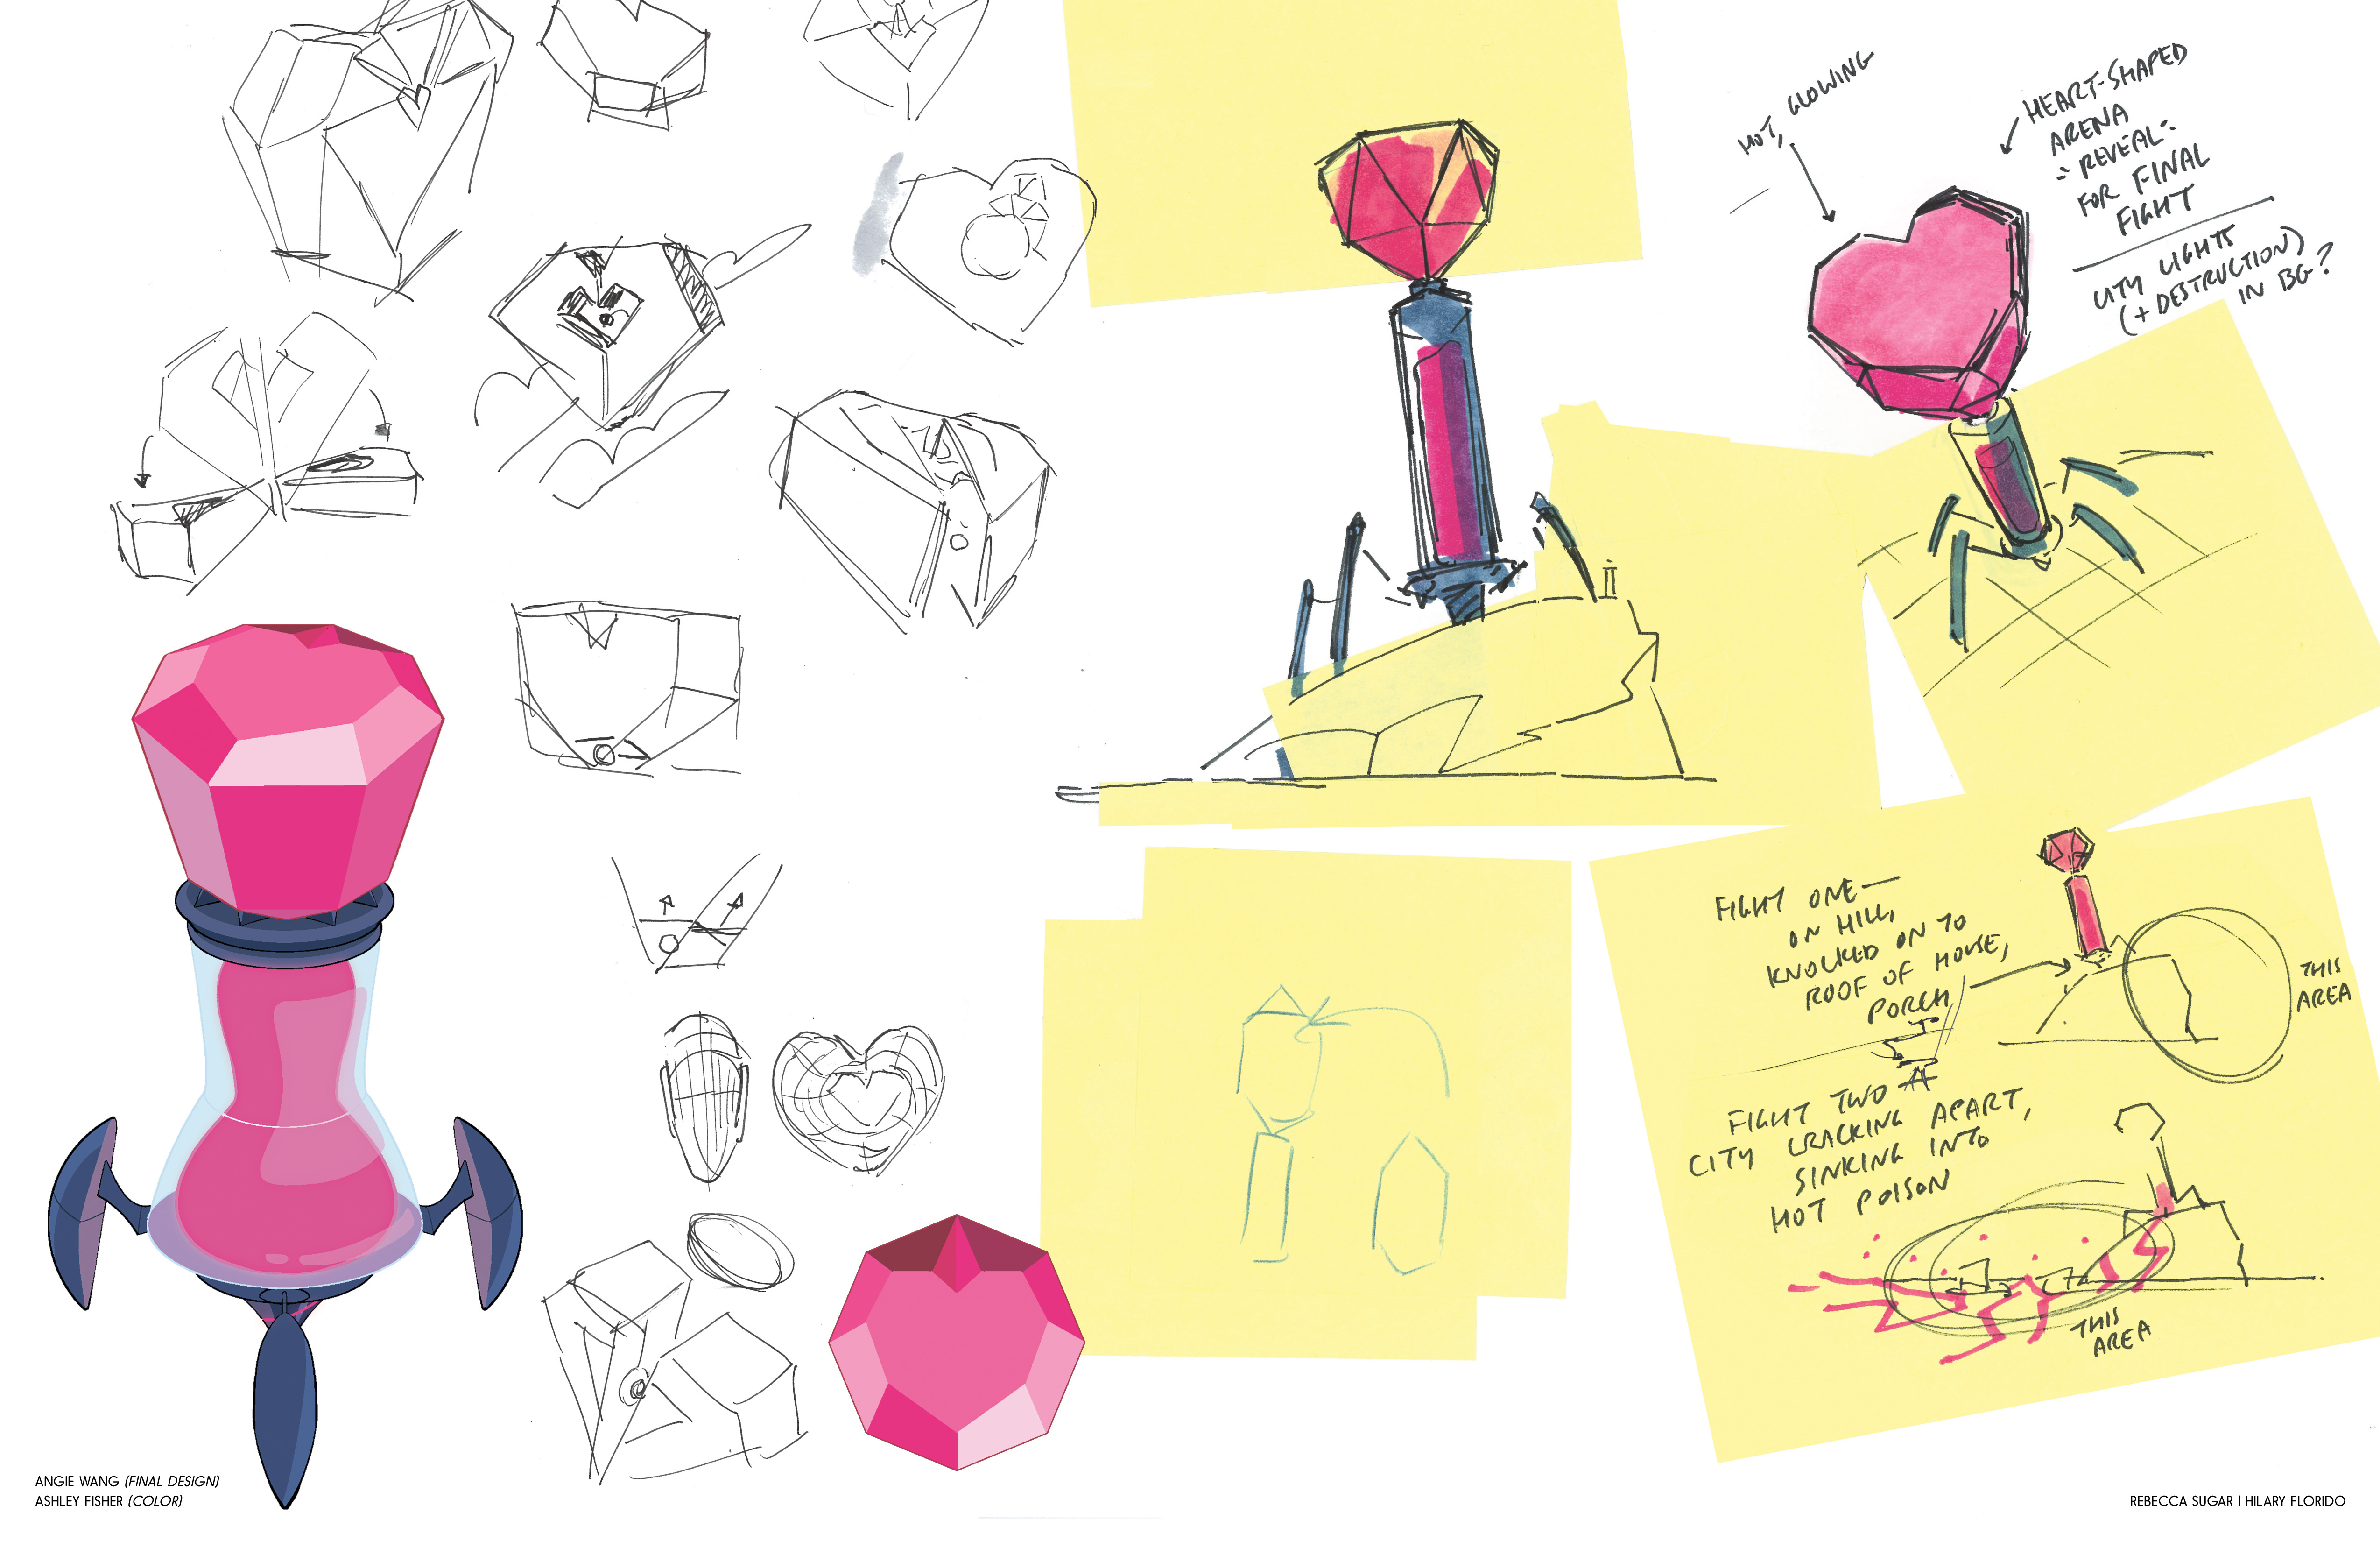 HOT, GLOWING
HEART-SHAPED
ARENA
REVEAL
FOR FINAL
FIGHT
CITY LIGHTS
(+ DESTRUCTION)
IN BG?
FIGHT ONE—
ON HILL,
KNOCKED ON TO
ROOF OF HOUSE,
PORCH
THIS
AREA
FIGHT TWO
CITY CRACKING APART,
SINKING INTO
HOT POISON
THIS
AREA
ANGIE WANG (FINAL DESIGN)
ASHLEY FISHER (COLOR)
REBECCA SUGAR | HILARY FLORIDO